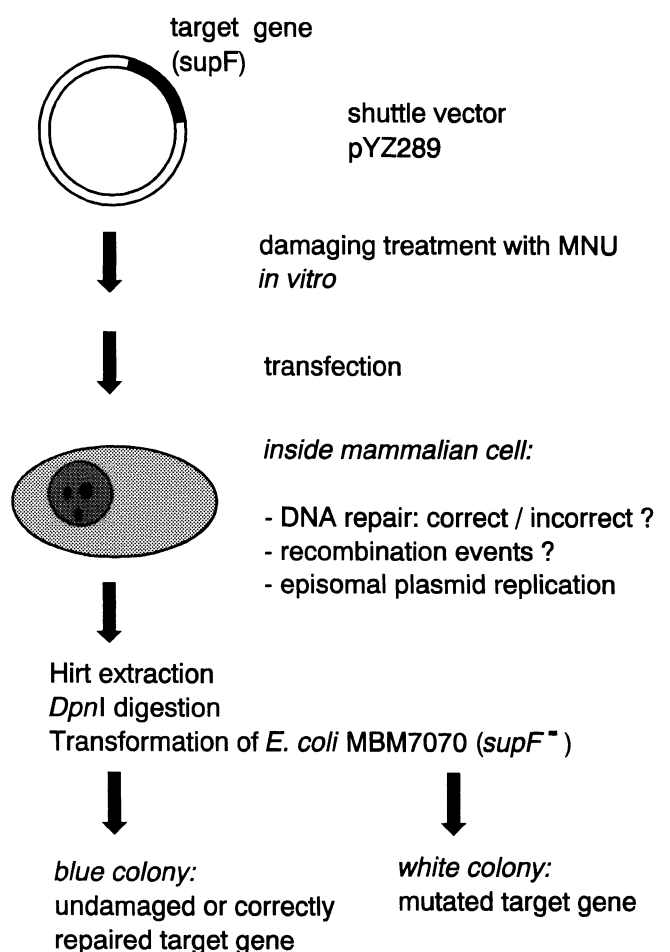 target gene
(supF)
shuttle vector
pYZ289
damaging treatment with MNU
in vitro
transfection
inside mammalian cell:
- DNA repair: correct / incorrect ?
- recombination events ?
- episomal plasmid replication
Hirt extraction
DpnI digestion
Transformation of E. coli MBM7070 (supF⁻)
blue colony:
undamaged or correctly
repaired target gene
white colony:
mutated target gene